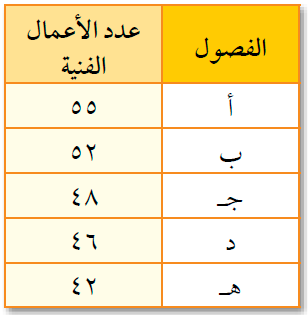 الفصول عدد الأعمال الفنية
أ ٥٥
ب ٥٢
جـ ٤٨
د ٤٦
هـ ٤٢